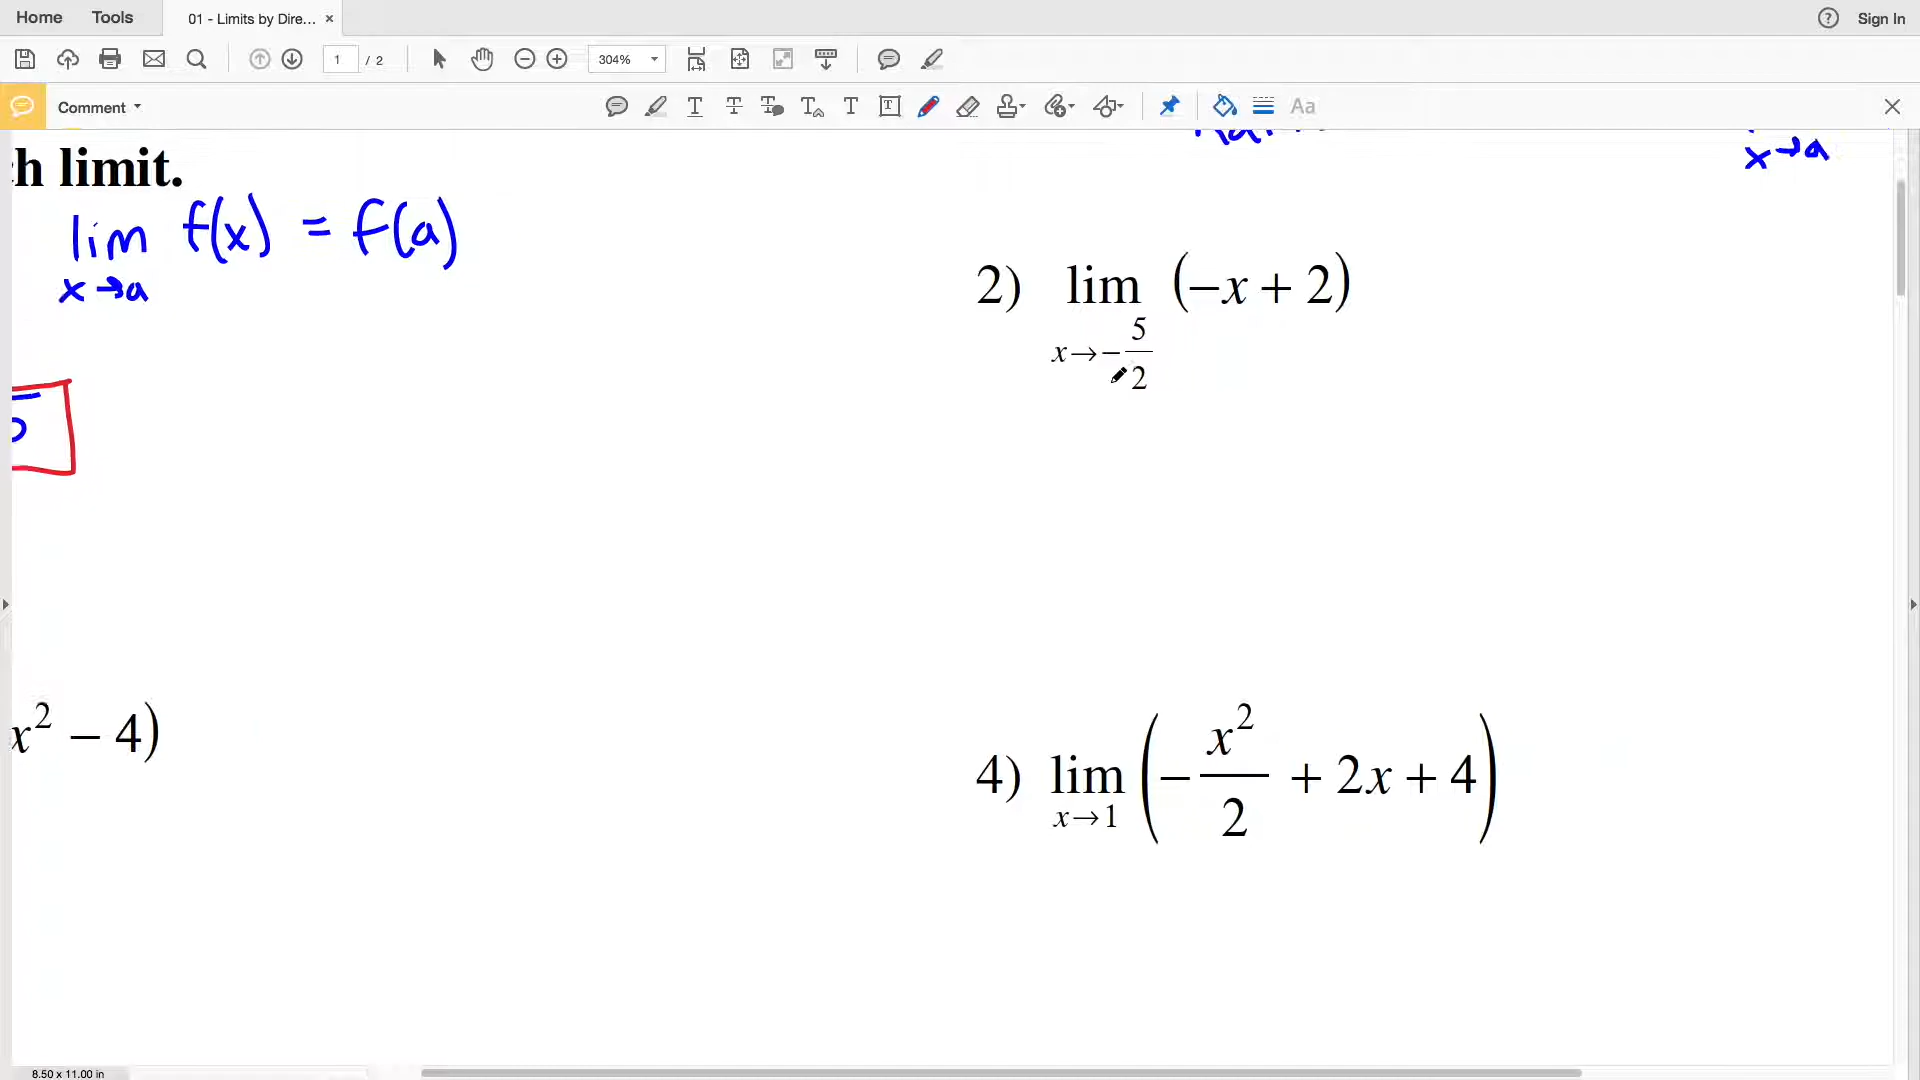 Home Tools 01 - Limits by Dire... × Sign In
1 / 2 304%
Comment Aa
x→a
h limit.
lim f(x) = f(a)
x→a
2) lim (−x + 2)
x→−5/2
x² − 4)
4) lim (−x²/2 + 2x + 4)
x→1
8.50 x 11.00 in